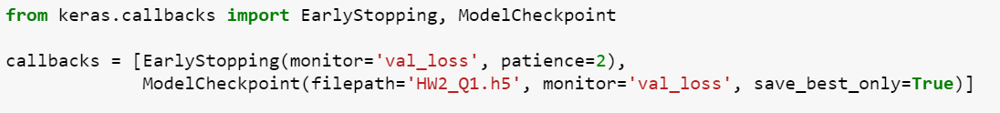 from keras.callbacks import EarlyStopping, ModelCheckpoint
callbacks = [EarlyStopping(monitor='val_loss', patience=2),
ModelCheckpoint(filepath='HW2_Q1.h5', monitor='val_loss', save_best_only=True)]